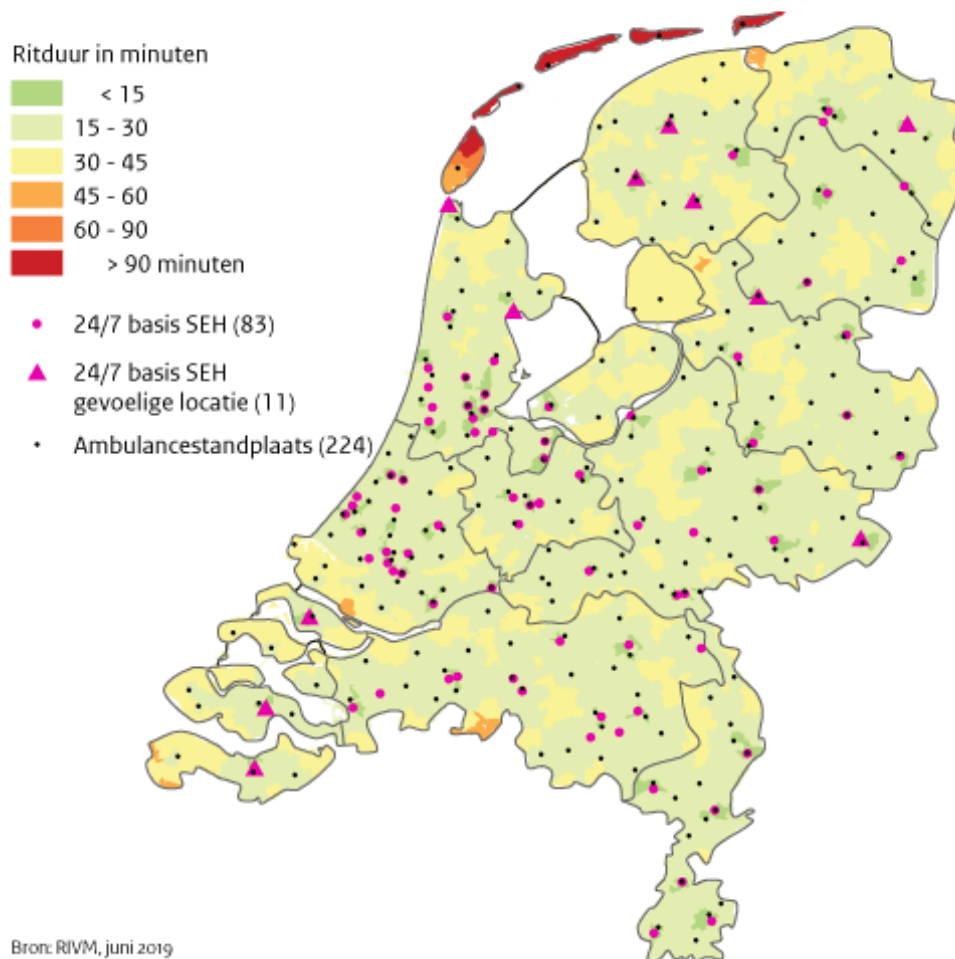 Ritduur in minuten
< 15
15 - 30
30 - 45
45 - 60
60 - 90
> 90 minuten
24/7 basis SEH (83)
24/7 basis SEH
gevoelige locatie (11)
Ambulancestandplaats (224)
Bron: RIVM, juni 2019